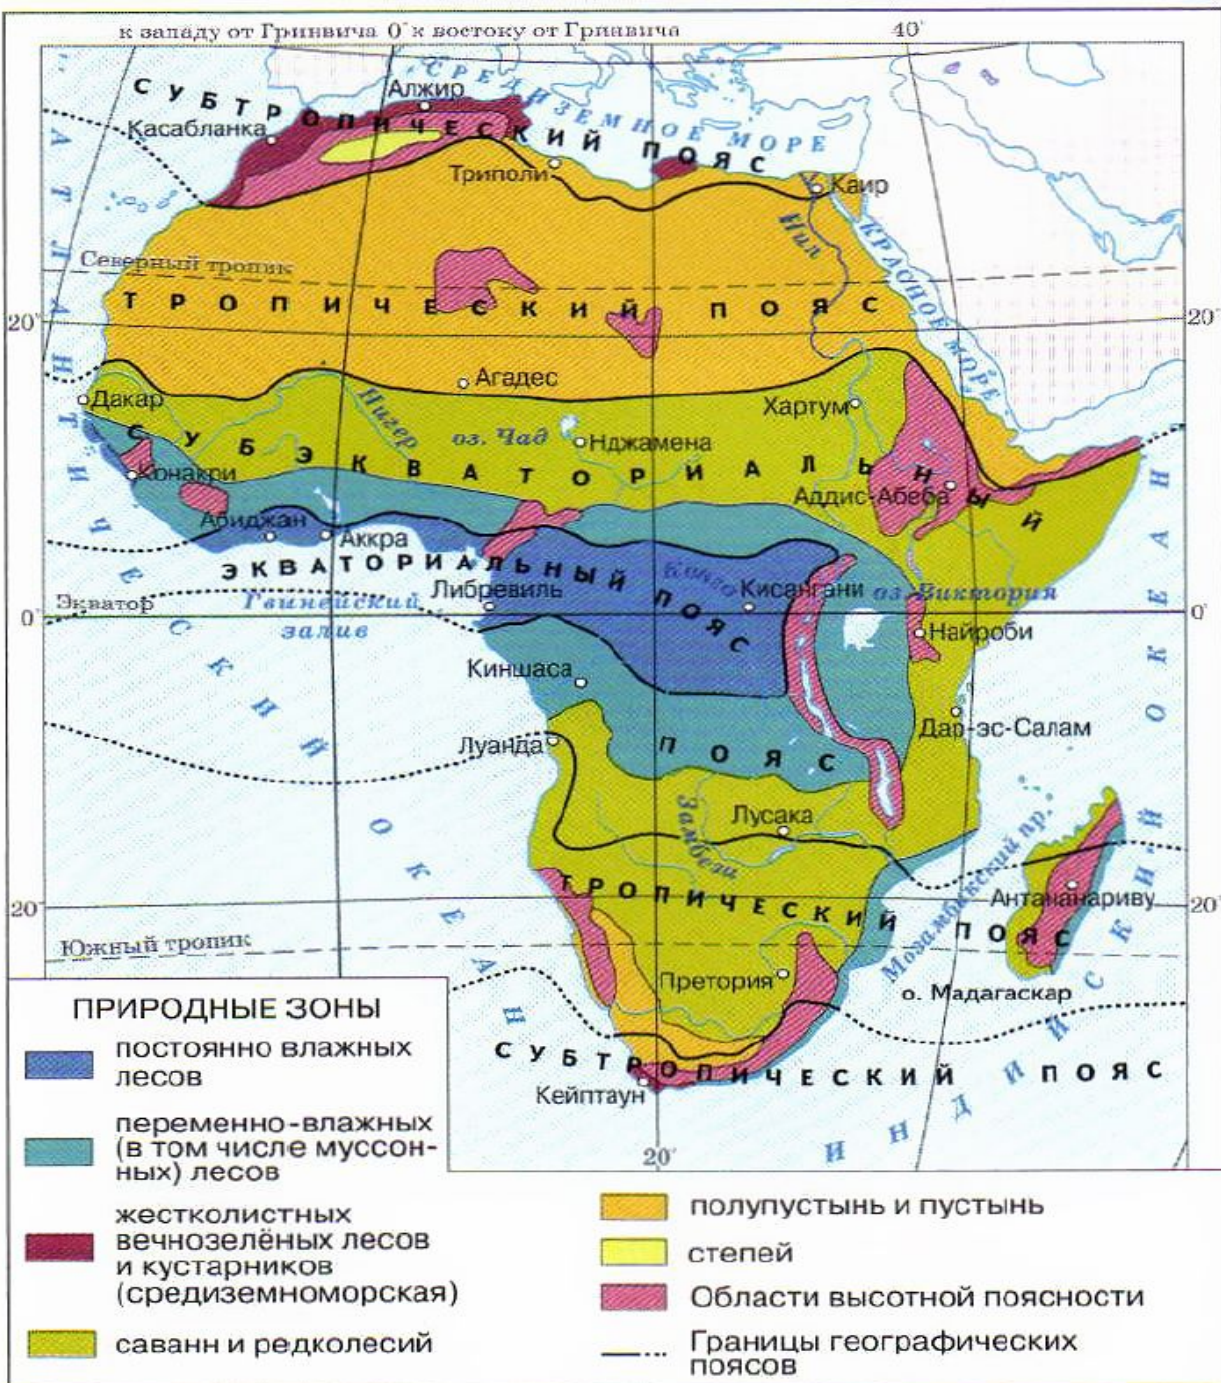 к западу от Гринвича 0° к востоку от Гринвича
40°
СРЕДИЗЕМНОЕ МОРЕ
СУБТРОПИЧЕСКИЙ ПОЯС
Алжир
Касабланка
Триполи
Каир
Нил
КРАСНОЕ МОРЕ
АТЛАНТИЧЕСКИЙ ОКЕАН
Северный тропик
ТРОПИЧЕСКИЙ ПОЯС
20°
20°
Агадес
Дакар
Нигер
оз. Чад
Нджамена
Хартум
СУБЭКВАТОРИАЛЬНЫЙ
Конакри
Аддис-Абеба
Абиджан
Аккра
ЭКВАТОРИАЛЬНЫЙ ПОЯС
Конго
Либревиль
Кисангани
оз. Виктория
Экватор
Гвинейский
залив
0°
0°
Найроби
Киншаса
Луанда
Дар-эс-Салам
ПОЯС
Лусака
Замбези
Мозамбикский пр.
ТРОПИЧЕСКИЙ ПОЯС
Антананариву
20°
20°
Южный тропик
Претория
о. Мадагаскар
СУБТРОПИЧЕСКИЙ ПОЯС
Кейптаун
ИНДИЙСКИЙ ОКЕАН
20°
ПРИРОДНЫЕ ЗОНЫ
постоянно влажных
лесов
переменно-влажных
(в том числе муссон-
ных) лесов
жестколистных
вечнозелёных лесов
и кустарников
(средиземноморская)
саванн и редколесий
полупустынь и пустынь
степей
Области высотной поясности
Границы географических
поясов